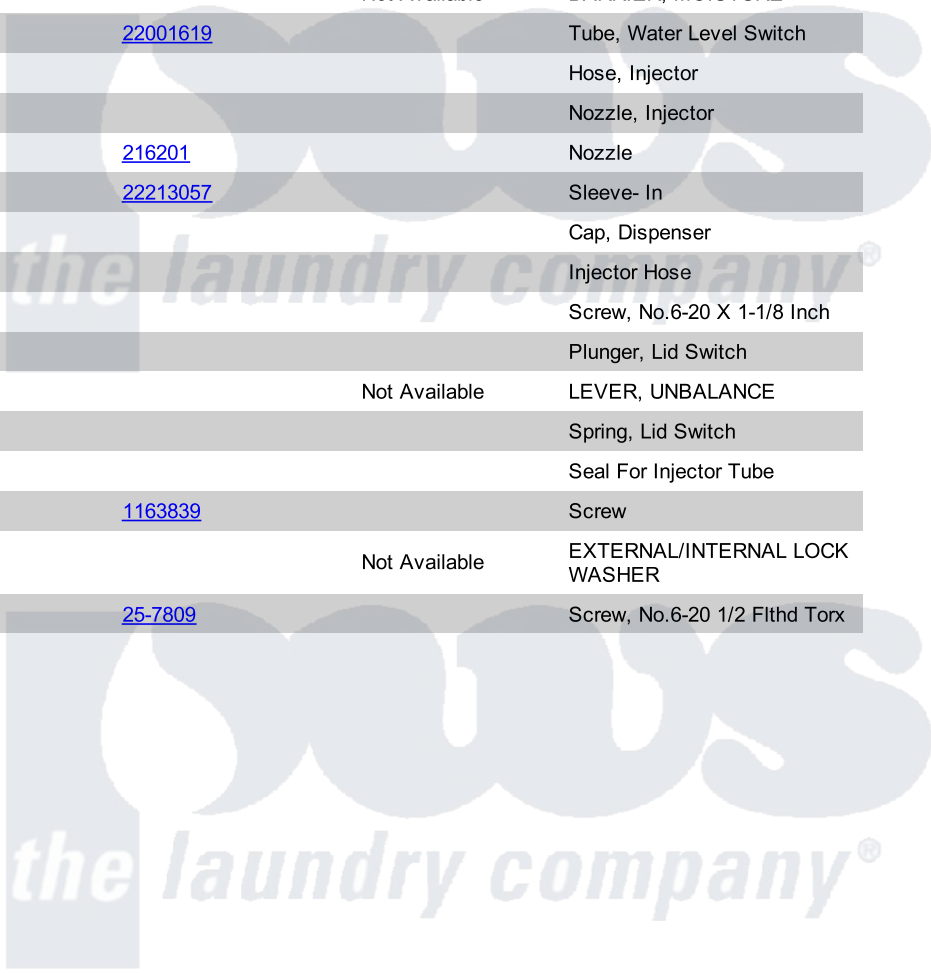 22001619 Tube, Water Level Switch
Hose, Injector
Nozzle, Injector
216201 Nozzle
22213057 Sleeve- In
Cap, Dispenser
Injector Hose
Screw, No.6-20 X 1-1/8 Inch
Plunger, Lid Switch
Not Available LEVER, UNBALANCE
Spring, Lid Switch
Seal For Injector Tube
1163839 Screw
Not Available EXTERNAL/INTERNAL LOCK
WASHER
25-7809 Screw, No.6-20 1/2 Flthd Torx
pws
the laundry company®
pws
the laundry company®